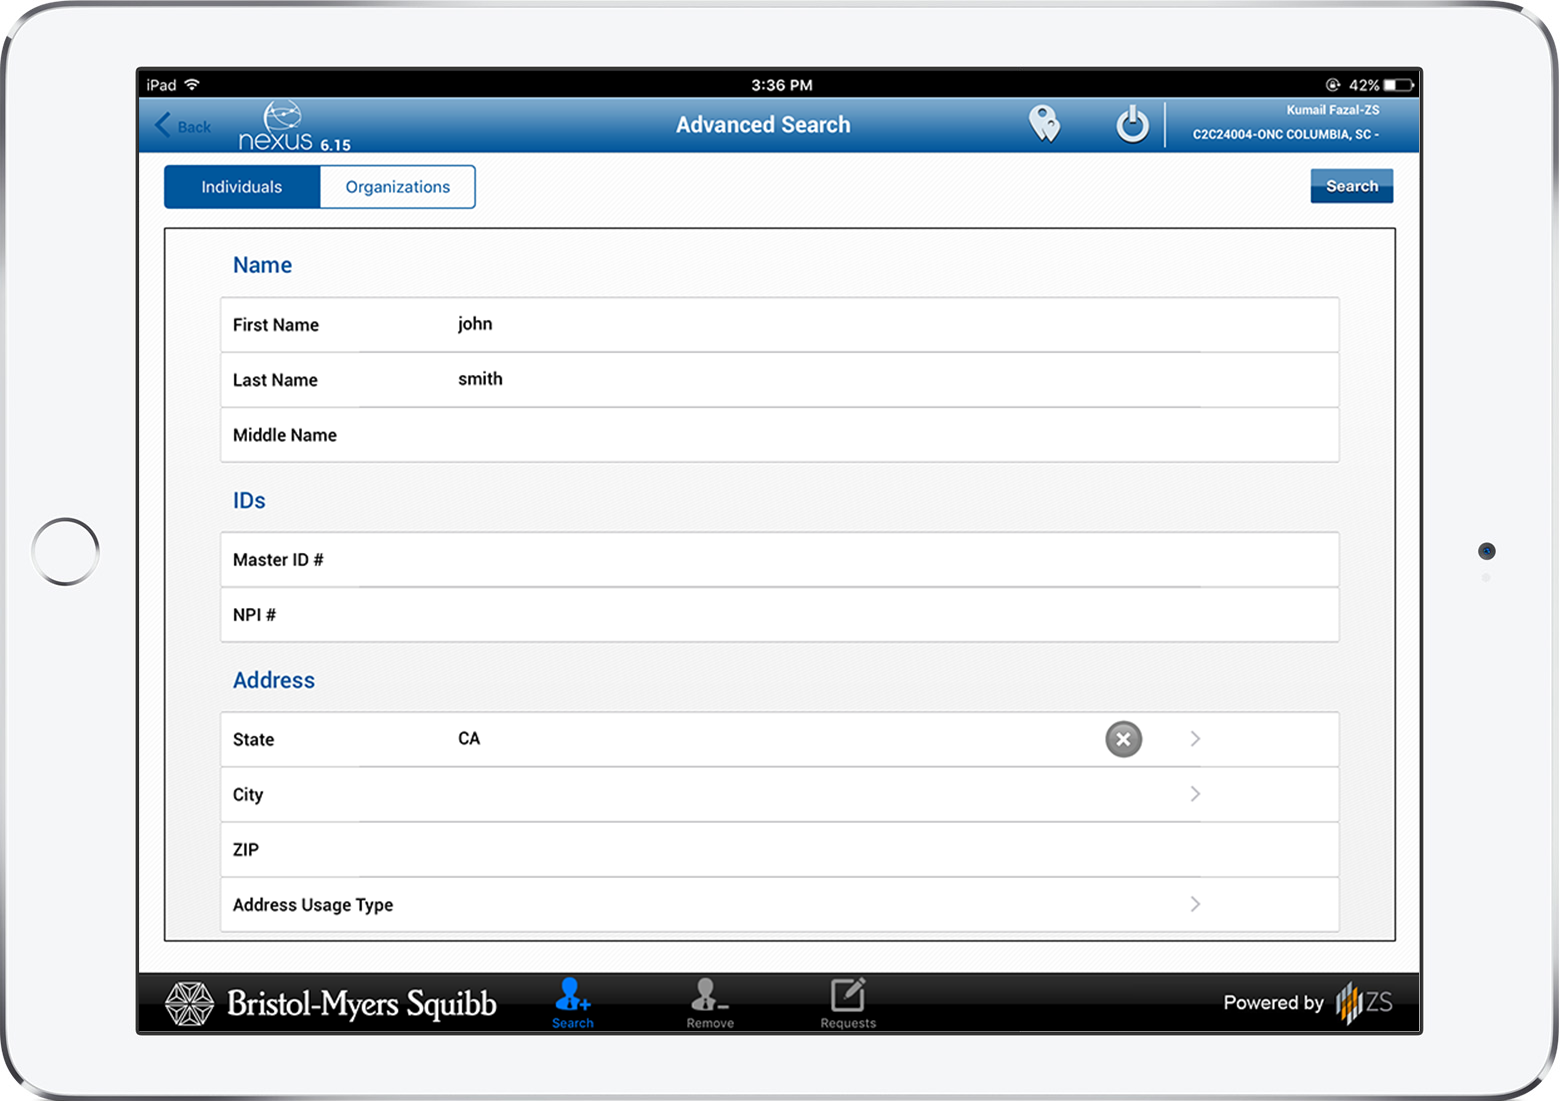 iPad 3:36 PM 42%
Back nexus 6.15 Advanced Search Kumail Fazal-ZS
C2C24004-ONC COLUMBIA, SC -
Individuals Organizations Search
Name
First Name john
Last Name smith
Middle Name
IDs
Master ID #
NPI #
Address
State CA
City
ZIP
Address Usage Type
Bristol-Myers Squibb Search Remove Requests Powered by ZS